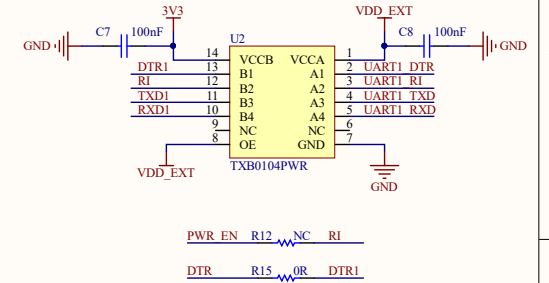 3V3 VDD_EXT
C7 100nF C8 100nF
GND U2 GND
14 VCCB VCCA 1
DTR1 13 B1 A1 2 UART1_DTR
RI 12 B2 A2 3 UART1_RI
TXD1 11 B3 A3 4 UART1_TXD
RXD1 10 B4 A4 5 UART1_RXD
9 NC NC 6
8 OE GND 7
VDD_EXT TXB0104PWR GND
PWR_EN R12 NC RI
DTR R15 0R DTR1